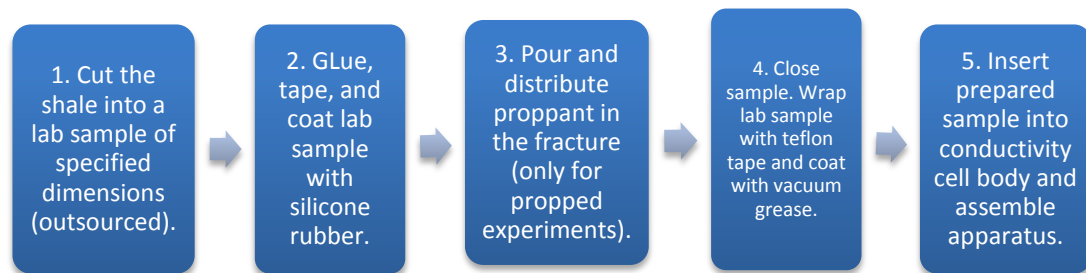 1. Cut the
shale into a
lab sample of
specified
dimensions
(outsourced).
2. GLue,
tape, and
coat lab
sample
with
silicone
rubber.
3. Pour and
distribute
proppant in
the fracture
(only for
propped
experiments).
4. Close
sample. Wrap
lab sample
with teflon
tape and coat
with vacuum
grease.
5. Insert
prepared
sample into
conductivity
cell body and
assemble
apparatus.